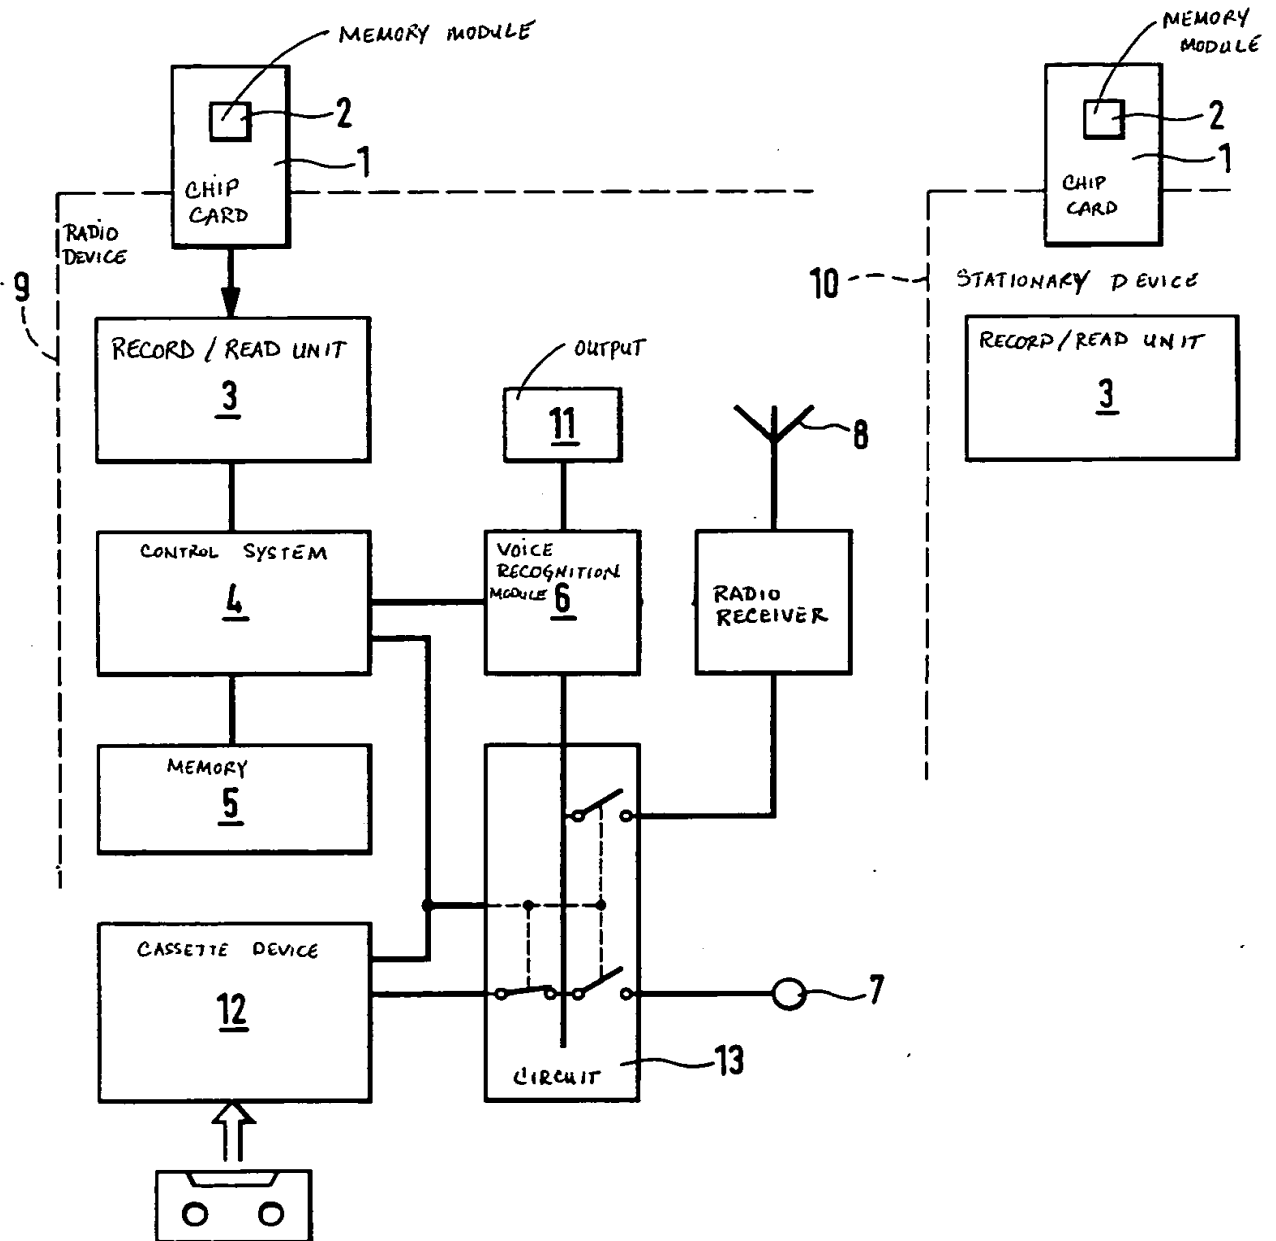 MEMORY MODULE
2
1
CHIP
CARD
RADIO
DEVICE
9
RECORD / READ UNIT
3
OUTPUT
11
8
CONTROL SYSTEM
4
VOICE
RECOGNITION
MODULE 6
RADIO
RECEIVER
MEMORY
5
CASSETTE DEVICE
12
7
13
CIRCUIT
MEMORY
MODULE
2
1
CHIP
CARD
10
STATIONARY DEVICE
RECORD/READ UNIT
3